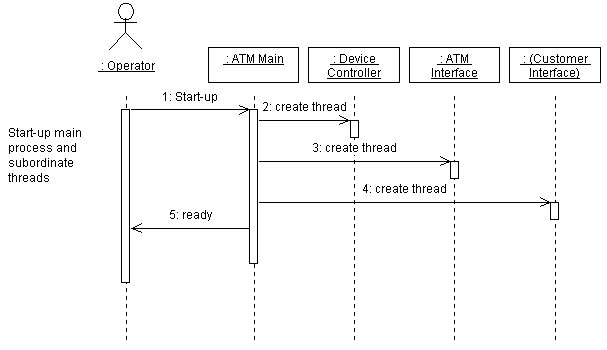 : Operator
: ATM Main
: Device
Controller
: ATM
Interface
: (Customer
Interface)
1: Start-up
2: create thread
Start-up main
process and
subordinate
threads
3: create thread
4: create thread
5: ready